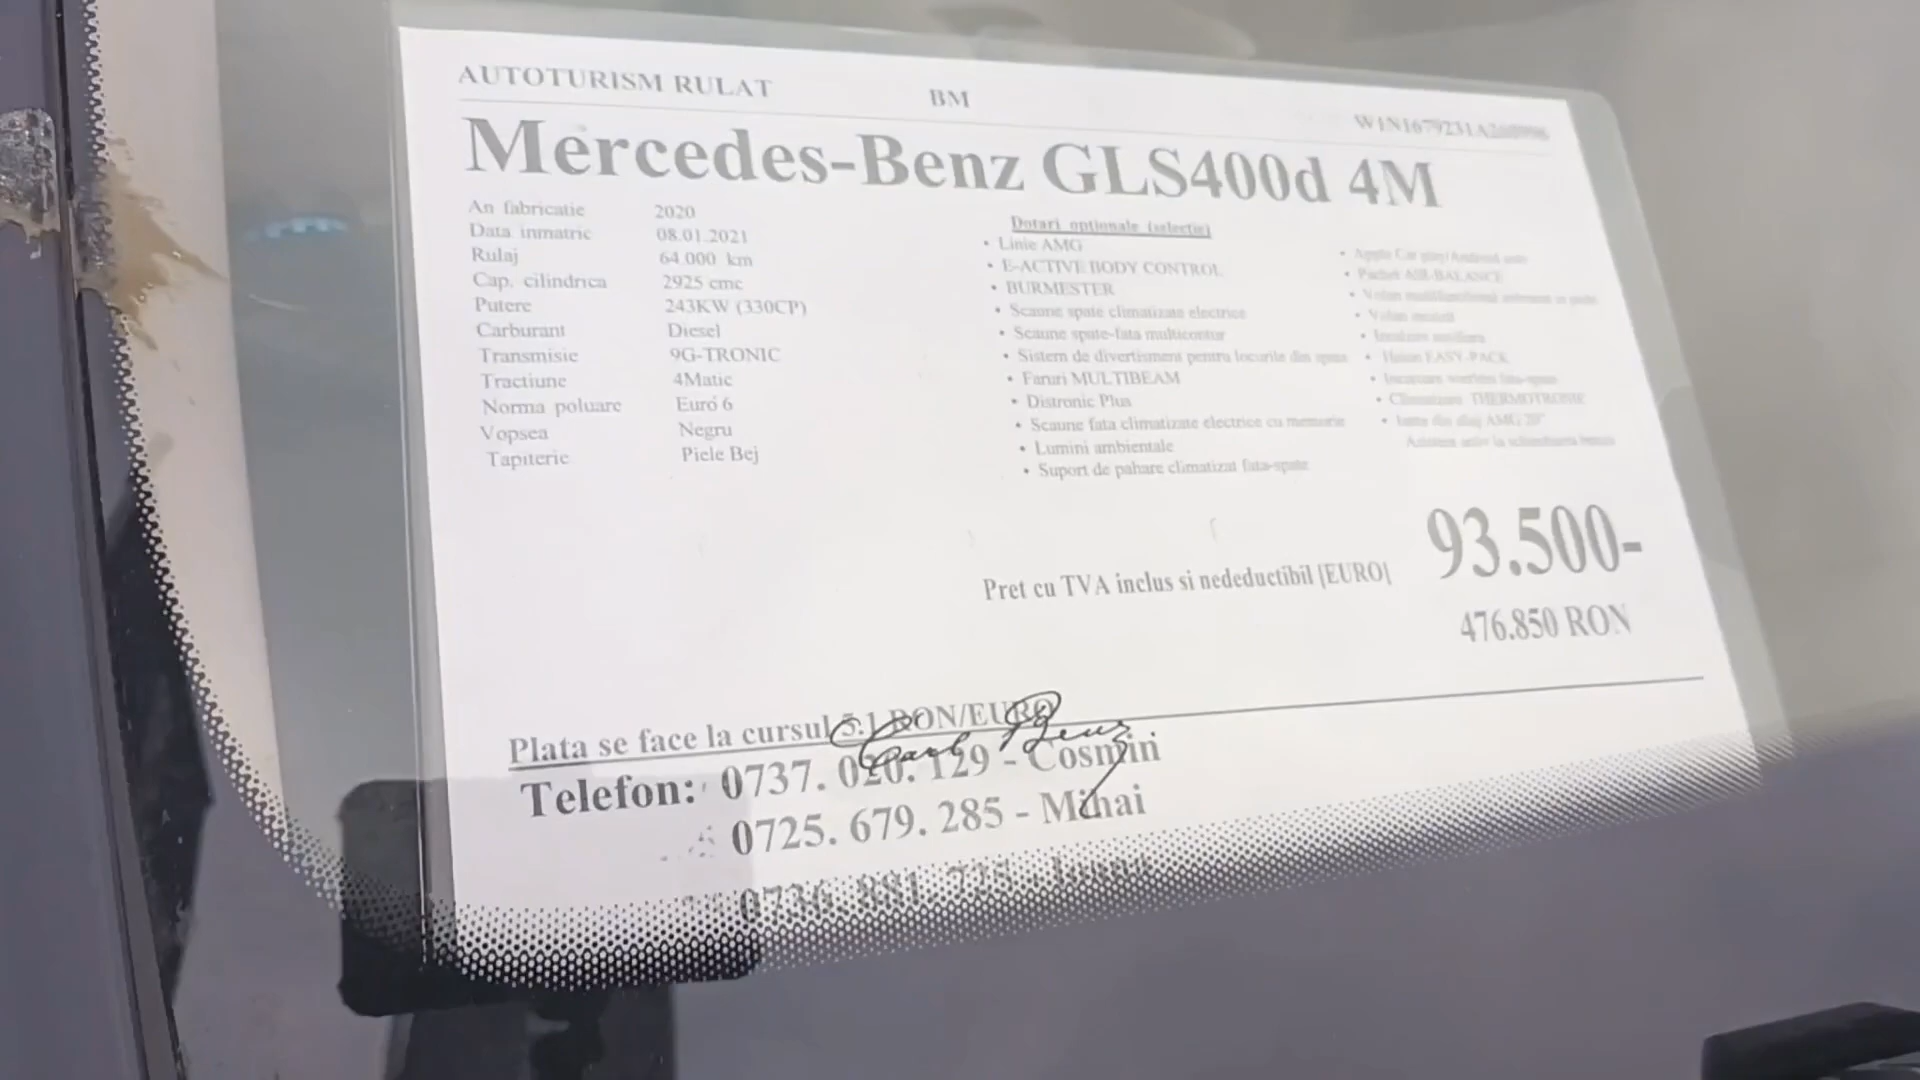 AUTOTURISM RULAT BM
Mercedes-Benz GLS400d 4M
An fabricatie 2020
Data inmatric 08.01.2021
Rulaj 64 000 km
Cap. cilindrica 2925 cmc
Putere 243KW (330CP)
Carburant Diesel
Transmisie 9G-TRONIC
Tractiune 4Matic
Norma poluare Euro 6
Vopsea Negru
Tapiterie Piele Bej
Dotari optionale (selectie)
• Linie AMG
• E-ACTIVE BODY CONTROL
• BURMESTER
• Scaune spate climatizate electrice
• Scaune spate-fata multicontur
• Sistem de divertisment pentru locurile din spate
• Faruri MULTIBEAM
• Distronic Plus
• Scaune fata climatizate electrice cu memorie
• Lumini ambientale
• Suport de pahare climatizat fata-spate
• Pachet AIR-BALANCE
• EASY-PACK
• THERMOTRONIC
Pret cu TVA inclus si nedeductibil [EURO] 93.500-
476.850 RON
Plata se face la cursul 5.1 RON/EURO
Carl Benz
Telefon: 0737. 020. 129 - Cosmin
0725. 679. 285 - Mihai
0736. 881. 728 -